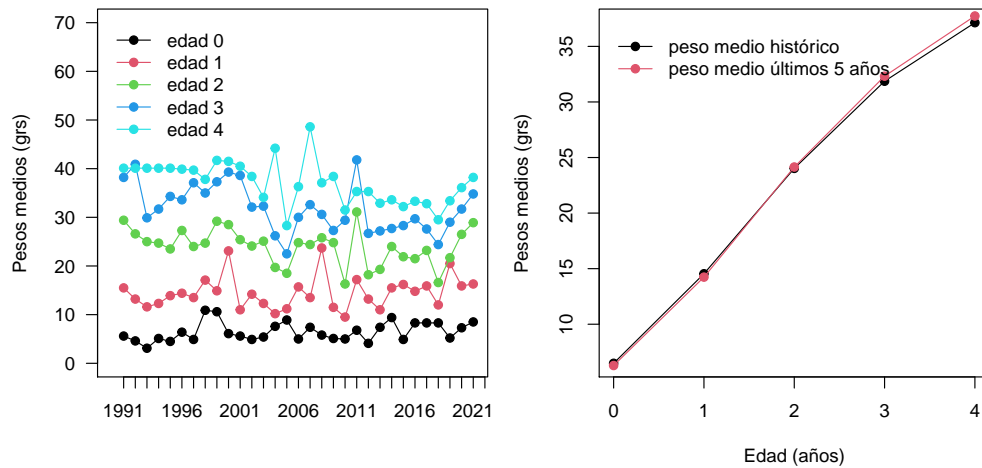 Pesos medios (grs)
70
60
50
40
30
20
10
0
edad 0
edad 1
edad 2
edad 3
edad 4
1991 1996 2001 2006 2011 2016 2021
Pesos medios (grs)
35
30
25
20
15
10
peso medio histórico
peso medio últimos 5 años
0 1 2 3 4
Edad (años)